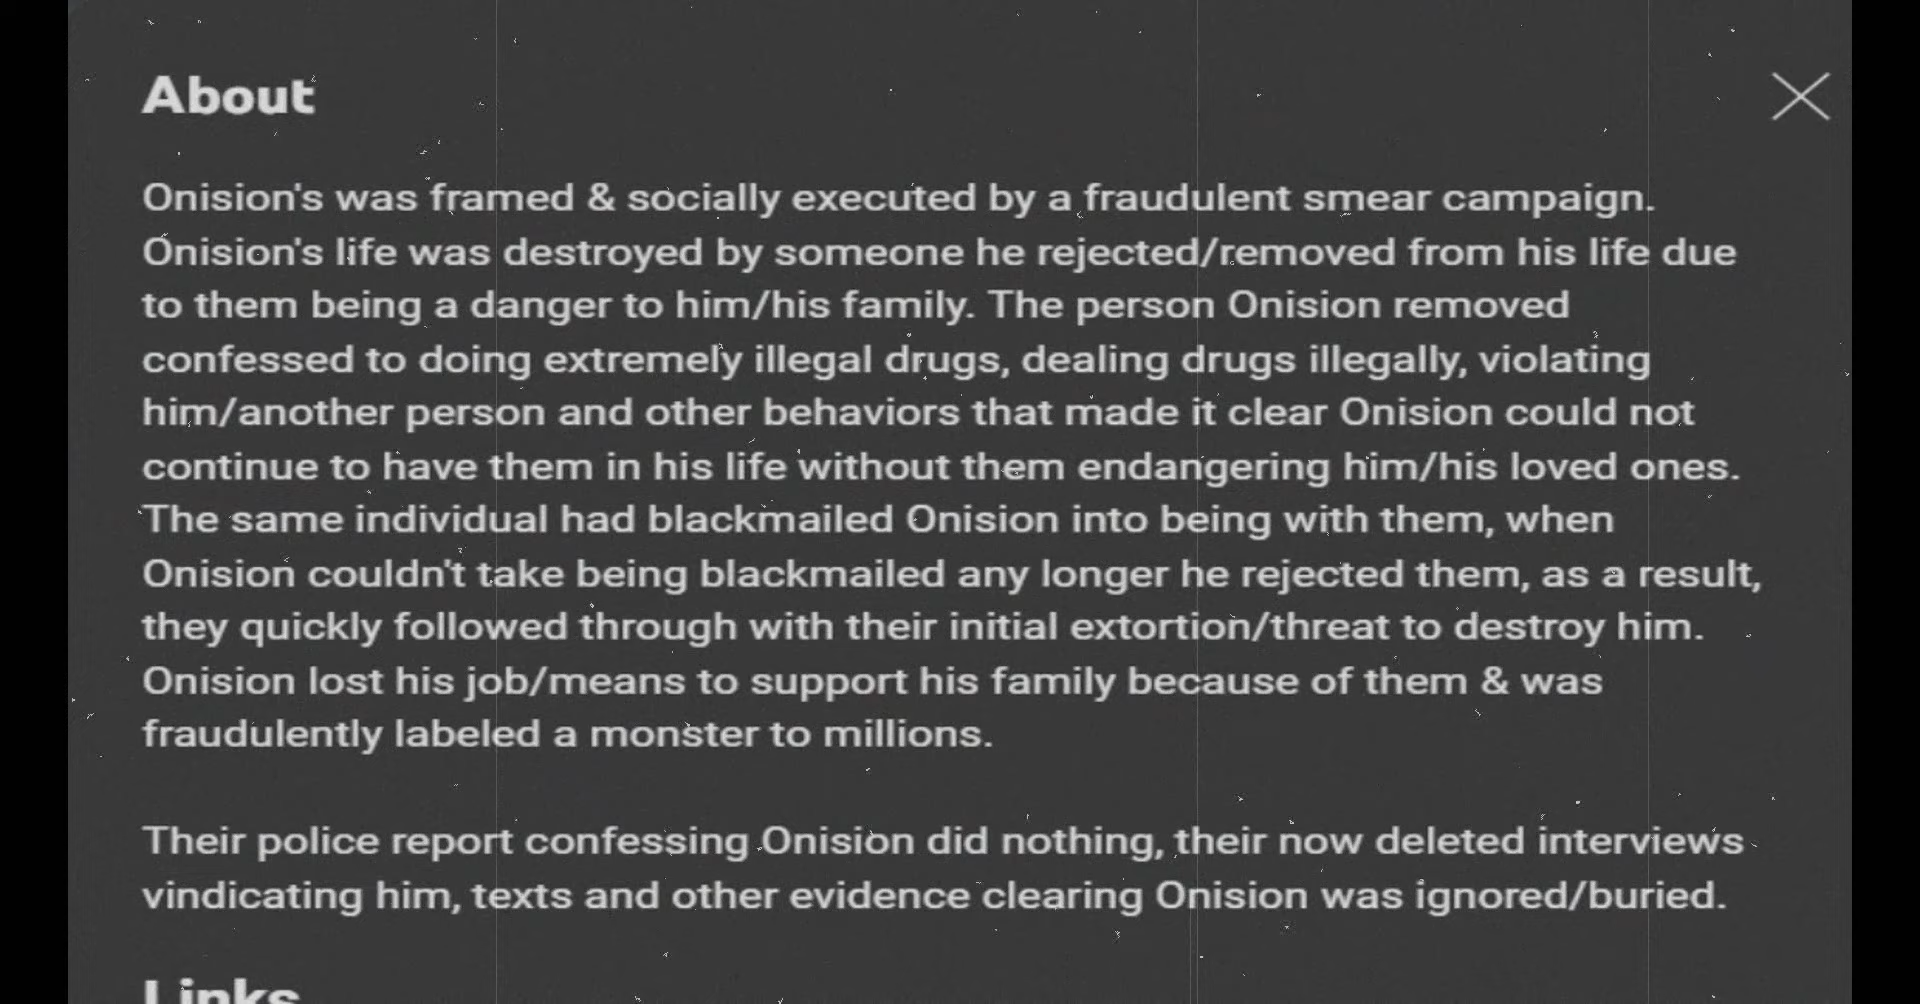 About
Onision's was framed & socially executed by a fraudulent smear campaign.
Onision's life was destroyed by someone he rejected/removed from his life due
to them being a danger to him/his family. The person Onision removed
confessed to doing extremely illegal drugs, dealing drugs illegally, violating
him/another person and other behaviors that made it clear Onision could not
continue to have them in his life without them endangering him/his loved ones.
The same individual had blackmailed Onision into being with them, when
Onision couldn't take being blackmailed any longer he rejected them, as a result,
they quickly followed through with their initial extortion/threat to destroy him.
Onision lost his job/means to support his family because of them & was
fraudulently labeled a monster to millions.
Their police report confessing Onision did nothing, their now deleted interviews
vindicating him, texts and other evidence clearing Onision was ignored/buried.
Links